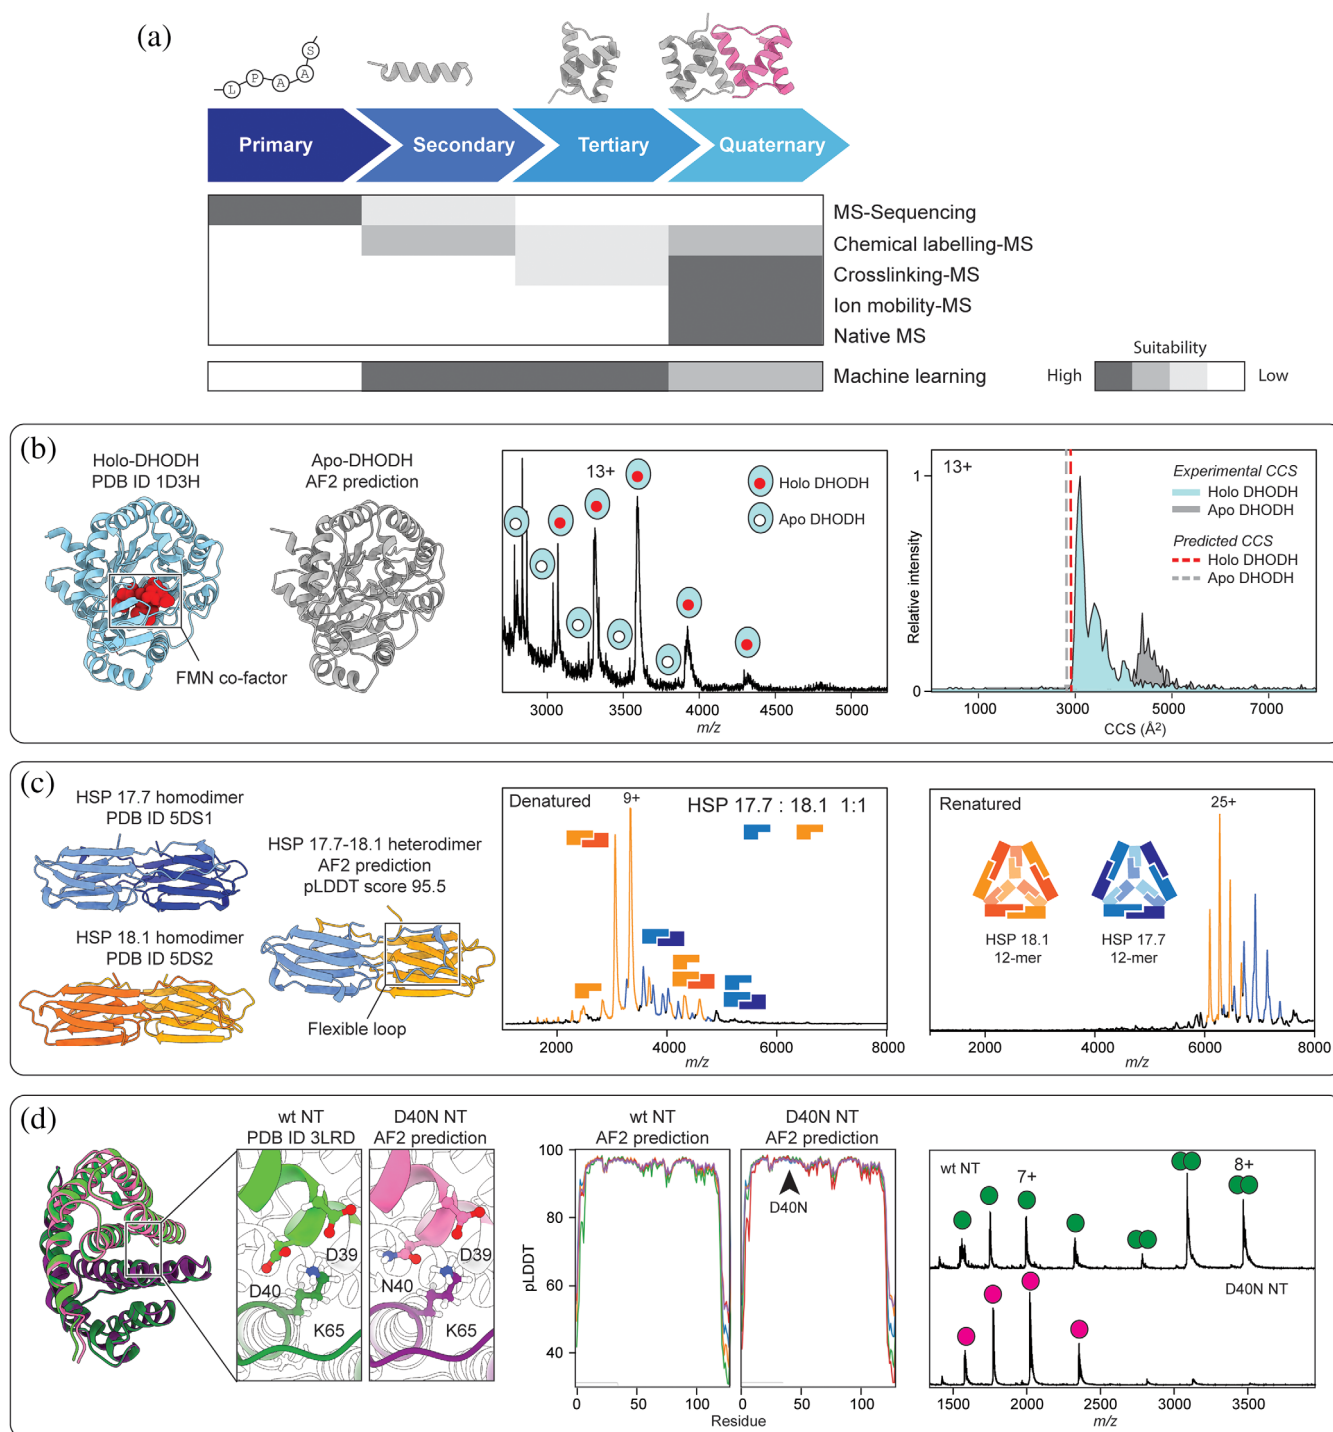 (a)
L P A A S
Primary
Secondary
Tertiary
Quaternary
MS-Sequencing
Chemical labelling-MS
Crosslinking-MS
Ion mobility-MS
Native MS
Machine learning
Suitability
High
Low
(b)
Holo-DHODH
PDB ID 1D3H
Apo-DHODH
AF2 prediction
FMN co-factor
13+
Holo DHODH
Apo DHODH
3000 3500 4000 4500 5000
m/z
13+
1
0
Relative intensity
Experimental CCS
Holo DHODH
Apo DHODH
Predicted CCS
Holo DHODH
Apo DHODH
1000 3000 5000 7000
CCS (Å²)
(c)
HSP 17.7 homodimer
PDB ID 5DS1
HSP 18.1 homodimer
PDB ID 5DS2
HSP 17.7-18.1 heterodimer
AF2 prediction
pLDDT score 95.5
Flexible loop
Denatured
9+
HSP 17.7 : 18.1 1:1
2000 4000 6000 8000
m/z
Renatured
25+
HSP 18.1
12-mer
HSP 17.7
12-mer
2000 4000 6000 8000
m/z
(d)
wt NT
PDB ID 3LRD
D39
D40
K65
D40N NT
AF2 prediction
D39
N40
K65
wt NT
AF2 prediction
D40N NT
AF2 prediction
D40N
pLDDT
100
80
60
40
0 50 100
0 50 100
Residue
wt NT
7+
8+
D40N NT
1500 2000 2500 3000 3500
m/z